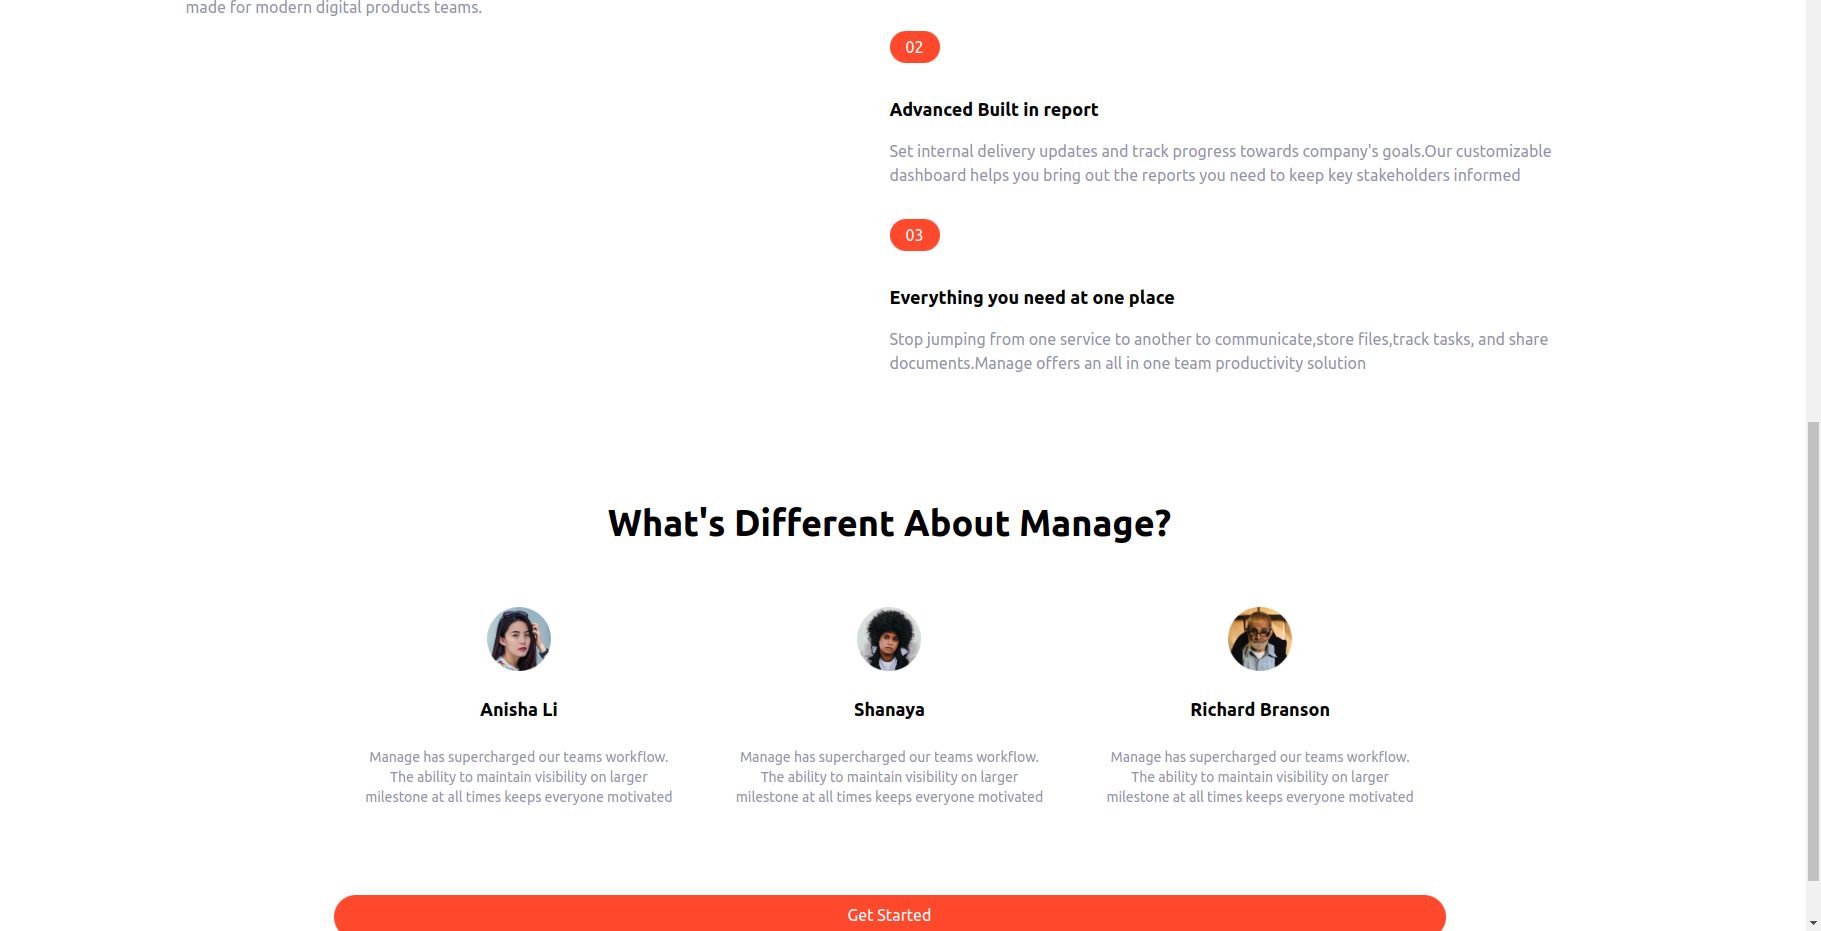 made for modern digital products teams.
02
Advanced Built in report
Set internal delivery updates and track progress towards company's goals.Our customizable
dashboard helps you bring out the reports you need to keep key stakeholders informed
03
Everything you need at one place
Stop jumping from one service to another to communicate,store files,track tasks, and share
documents.Manage offers an all in one team productivity solution
What's Different About Manage?
Anisha Li
Manage has supercharged our teams workflow.
The ability to maintain visibility on larger
milestone at all times keeps everyone motivated
Shanaya
Manage has supercharged our teams workflow.
The ability to maintain visibility on larger
milestone at all times keeps everyone motivated
Richard Branson
Manage has supercharged our teams workflow.
The ability to maintain visibility on larger
milestone at all times keeps everyone motivated
Get Started